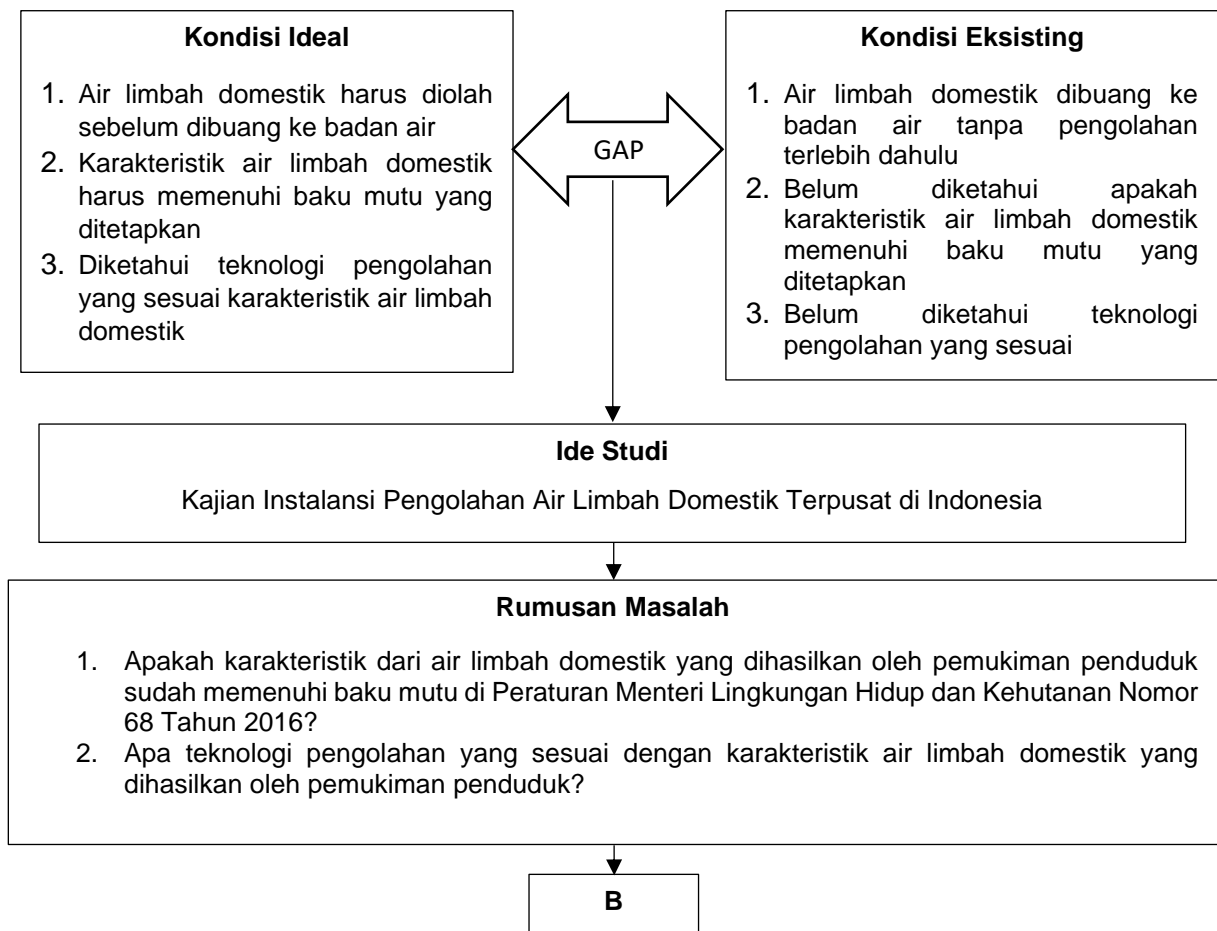 Kondisi Ideal
1. Air limbah domestik harus diolah
sebelum dibuang ke badan air
2. Karakteristik air limbah domestik
harus memenuhi baku mutu yang
ditetapkan
3. Diketahui teknologi pengolahan
yang sesuai karakteristik air limbah
domestik
GAP
Kondisi Eksisting
1. Air limbah domestik dibuang ke
badan air tanpa pengolahan
terlebih dahulu
2. Belum diketahui apakah
karakteristik air limbah domestik
memenuhi baku mutu yang
ditetapkan
3. Belum diketahui teknologi
pengolahan yang sesuai
Ide Studi
Kajian Instalansi Pengolahan Air Limbah Domestik Terpusat di Indonesia
Rumusan Masalah
1. Apakah karakteristik dari air limbah domestik yang dihasilkan oleh pemukiman penduduk
sudah memenuhi baku mutu di Peraturan Menteri Lingkungan Hidup dan Kehutanan Nomor
68 Tahun 2016?
2. Apa teknologi pengolahan yang sesuai dengan karakteristik air limbah domestik yang
dihasilkan oleh pemukiman penduduk?
B